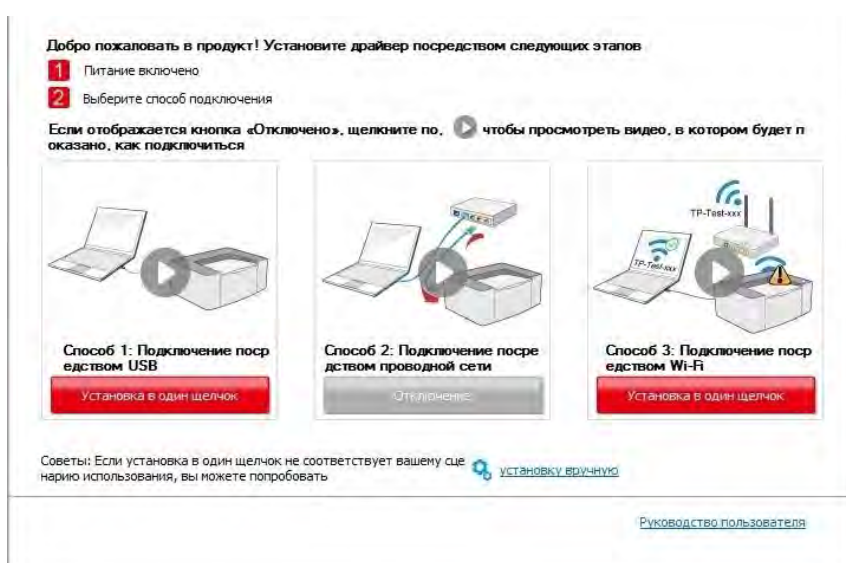 Добро пожаловать в продукт! Установите драйвер посредством следующих этапов
1 Питание включено
2 Выберите способ подключения
Если отображается кнопка «Отключено», щелкните по, чтобы просмотреть видео, в котором будет п
оказано, как подключиться
TP-Test-xxx
TP-Test-xxx
Способ 1: Подключение поср
едством USB
Установка в один щелчок
Способ 2: Подключение посре
дством проводной сети
Отключение
Способ 3: Подключение поср
едством Wi-Fi
Установка в один щелчок
Советы: Если установка в один щелчок не соответствует вашему сце
нарию использования, вы можете попробовать
установку вручную
Руководство пользователя